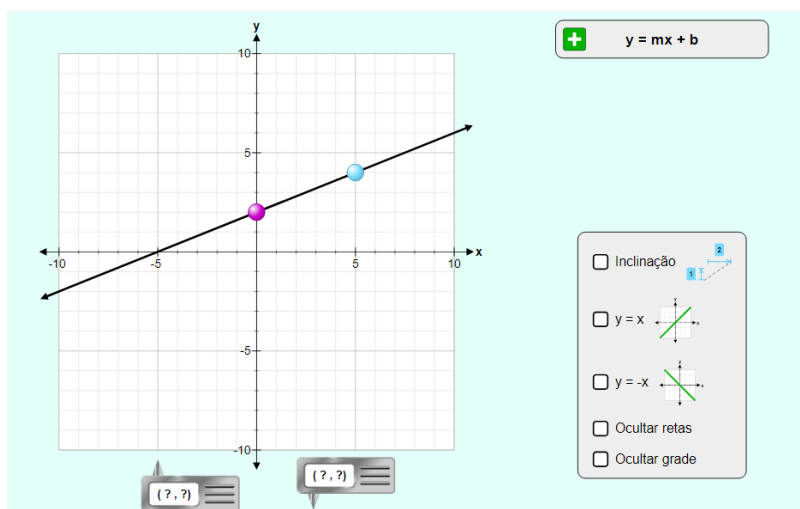 y
10
5
-10
-5
5
10
x
-5
-10
( ? , ?)
( ? , ?)
y = mx + b
Inclinação
2
1
y = x
y
x
y = -x
y
x
Ocultar retas
Ocultar grade